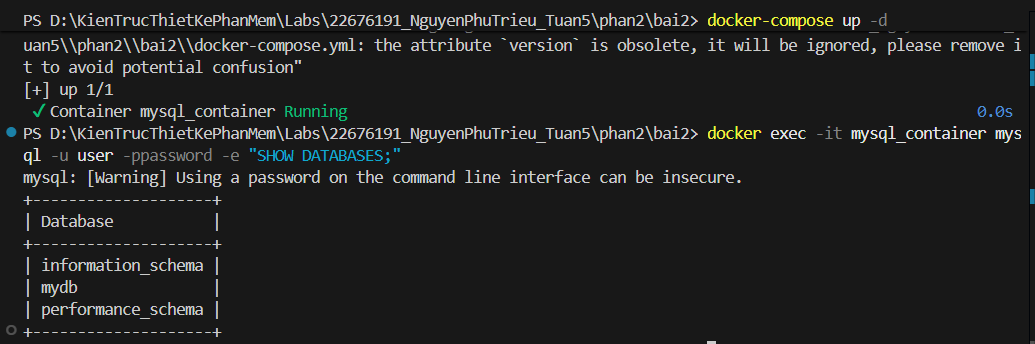 PS D:\KienTrucThietKePhanMem\Labs\22676191_NguyenPhuTrieu_Tuan5\phan2\bai2> docker-compose up -d
uan5\\phan2\\bai2\\docker-compose.yml: the attribute `version` is obsolete, it will be ignored, please remove i
t to avoid potential confusion"
[+] up 1/1
✔ Container mysql_container Running 0.0s
PS D:\KienTrucThietKePhanMem\Labs\22676191_NguyenPhuTrieu_Tuan5\phan2\bai2> docker exec -it mysql_container mys
ql -u user -ppassword -e "SHOW DATABASES;"
mysql: [Warning] Using a password on the command line interface can be insecure.
+--------------------+
| Database           |
+--------------------+
| information_schema |
| mydb               |
| performance_schema |
+--------------------+